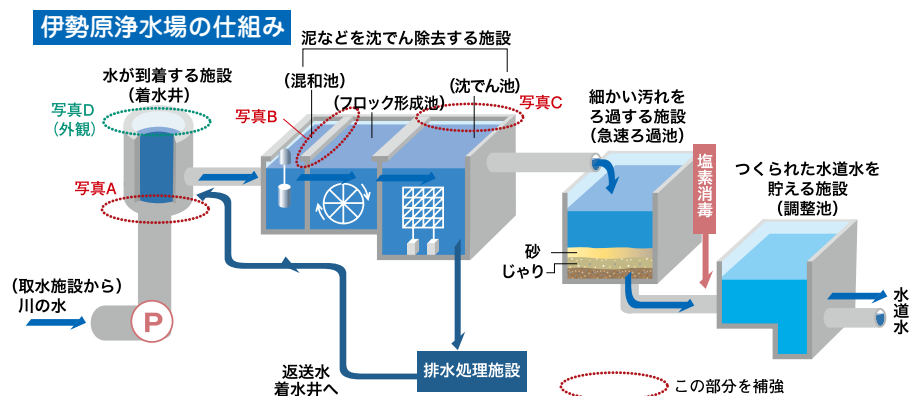 伊勢原浄水場の仕組み
泥などを沈でん除去する施設
水が到着する施設
(着水井)
(混和池)
(フロック形成池)
(沈でん池)
写真D
(外観)
写真B
写真C
写真A
細かい汚れを
ろ過する施設
(急速ろ過池)
塩素消毒
つくられた水道水を
貯える施設
(調整池)
砂
じゃり
(取水施設から)
川の水
P
水道水
返送水
着水井へ
排水処理施設
この部分を補強